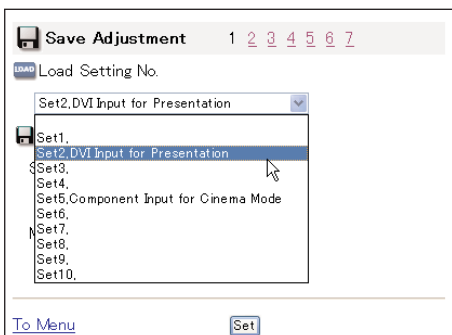 Save Adjustment 1 2 3 4 5 6 7
LOAD Load Setting No.
Set2,DVI Input for Presentation
Set1,
Set2,DVI Input for Presentation
Set3,
Set4,
Set5,Component Input for Cinema Mode
Set6,
Set7,
Set8,
Set9,
Set10,
To Menu Set